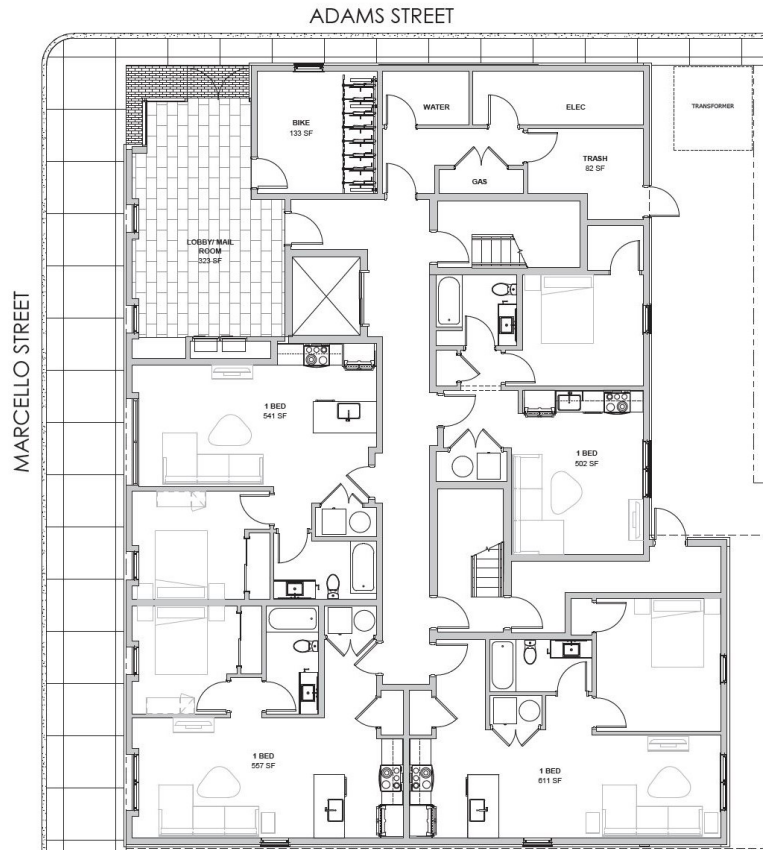 ADAMS STREET
WATER
ELEC
TRANSFORMER
BIKE
133 SF
TRASH
82 SF
GAS
LOBBY/ MAIL
ROOM
323 SF
MARCELLO STREET
1 BED
541 SF
1 BED
502 SF
1 BED
557 SF
1 BED
611 SF